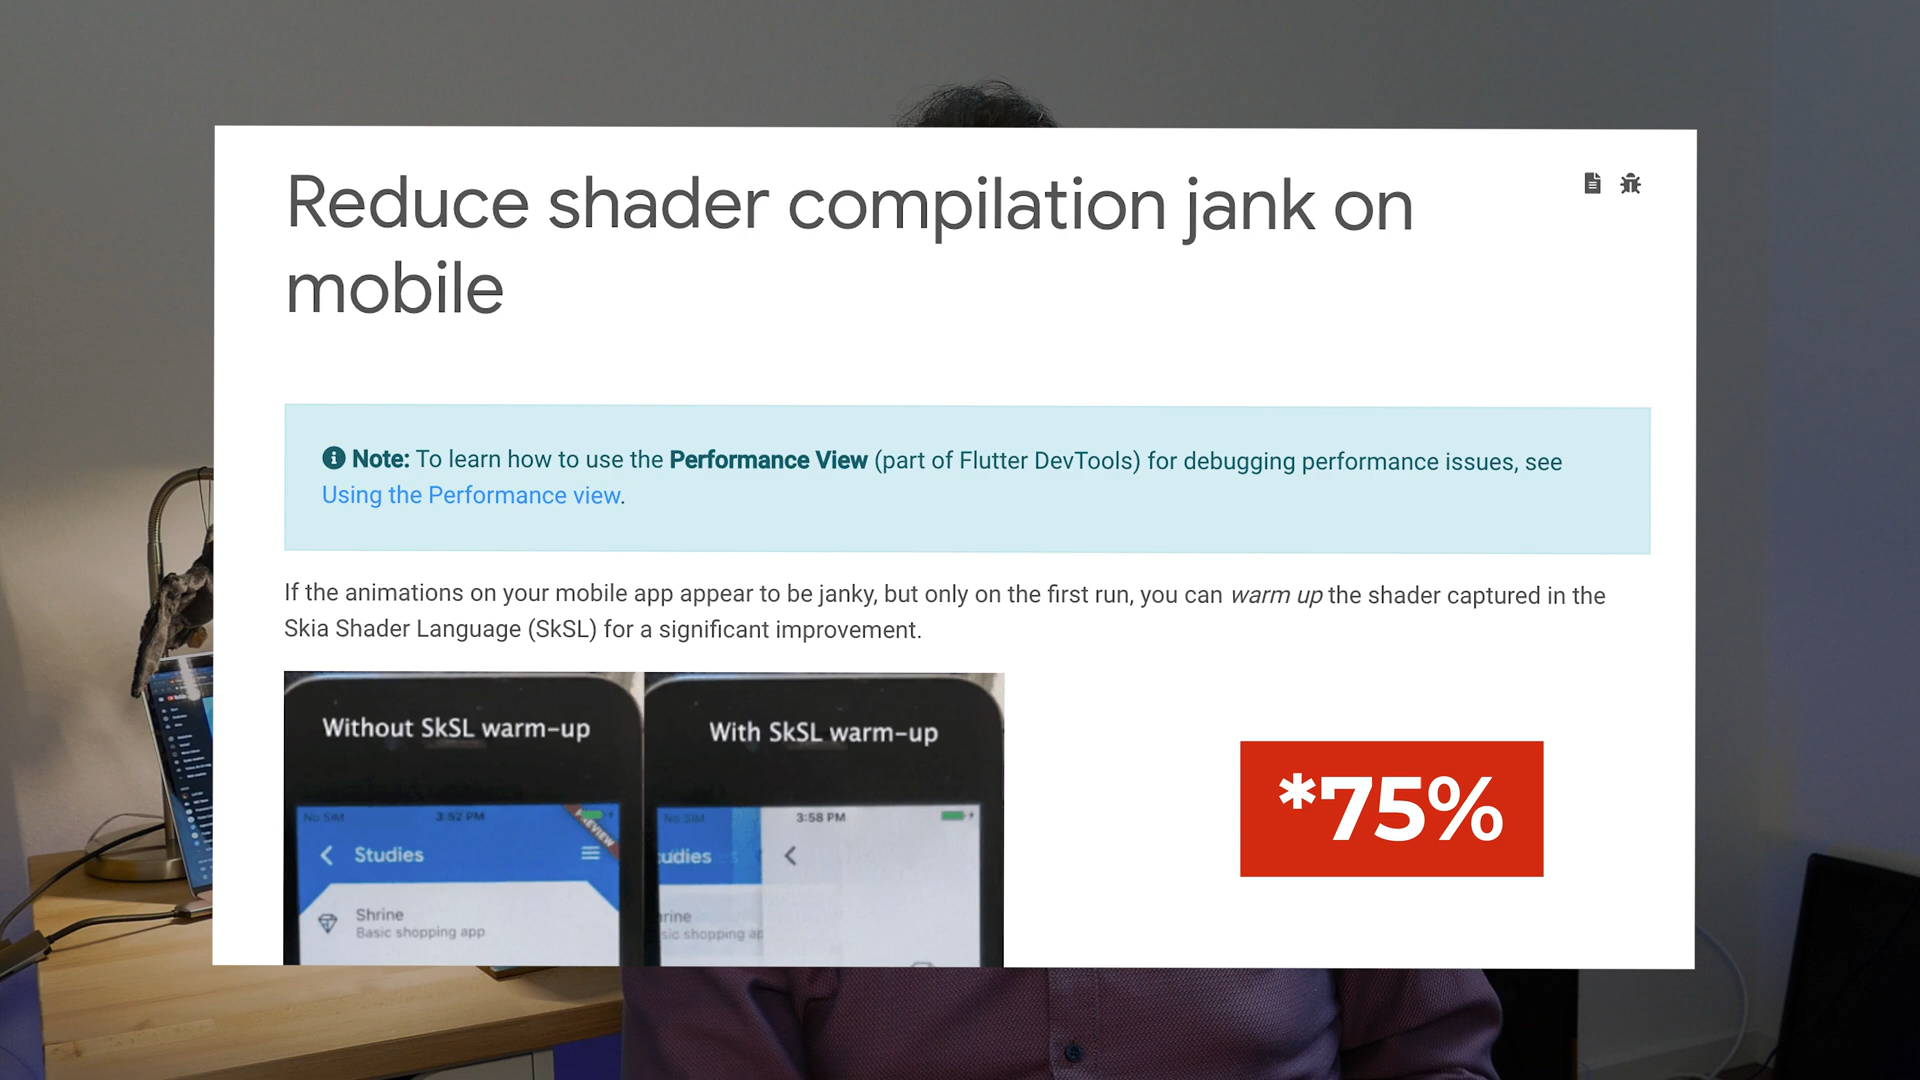 Reduce shader compilation jank on
mobile
Note: To learn how to use the Performance View (part of Flutter DevTools) for debugging performance issues, see
Using the Performance view.
If the animations on your mobile app appear to be janky, but only on the first run, you can warm up the shader captured in the
Skia Shader Language (SkSL) for a significant improvement.
Without SkSL warm-up
With SkSL warm-up
*75%
No SIM 3:52 PM
No SIM 3:58 PM
Studies
udies
Shrine
Basic shopping app
rine
sic shopping ap